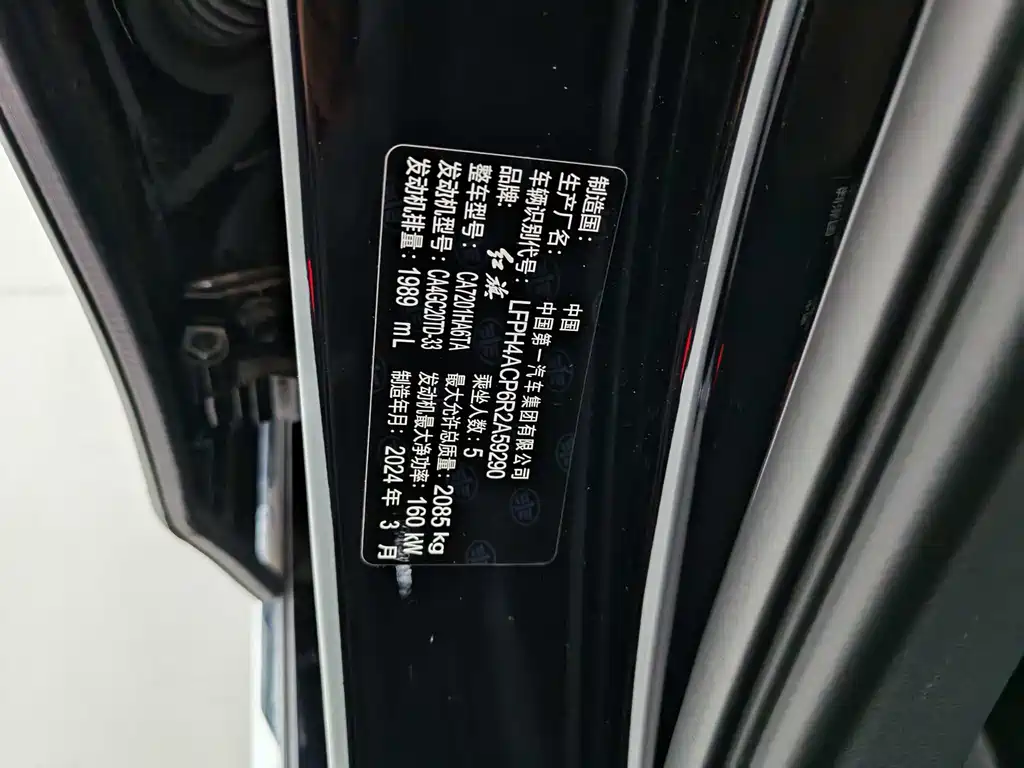 制造国： 中国
生产厂名： 中国第一汽车集团有限公司
车辆识别代号： LFPH4ACP6R2A59290
品牌： 红旗 乘坐人数：5
整车型号： CA7201HA6TA 最大允许总质量：2085 kg
发动机型号： CA4GC20TD-33 发动机最大净功率：160 kW
发动机排量：1989 mL 制造年月： 2024 年 3 月